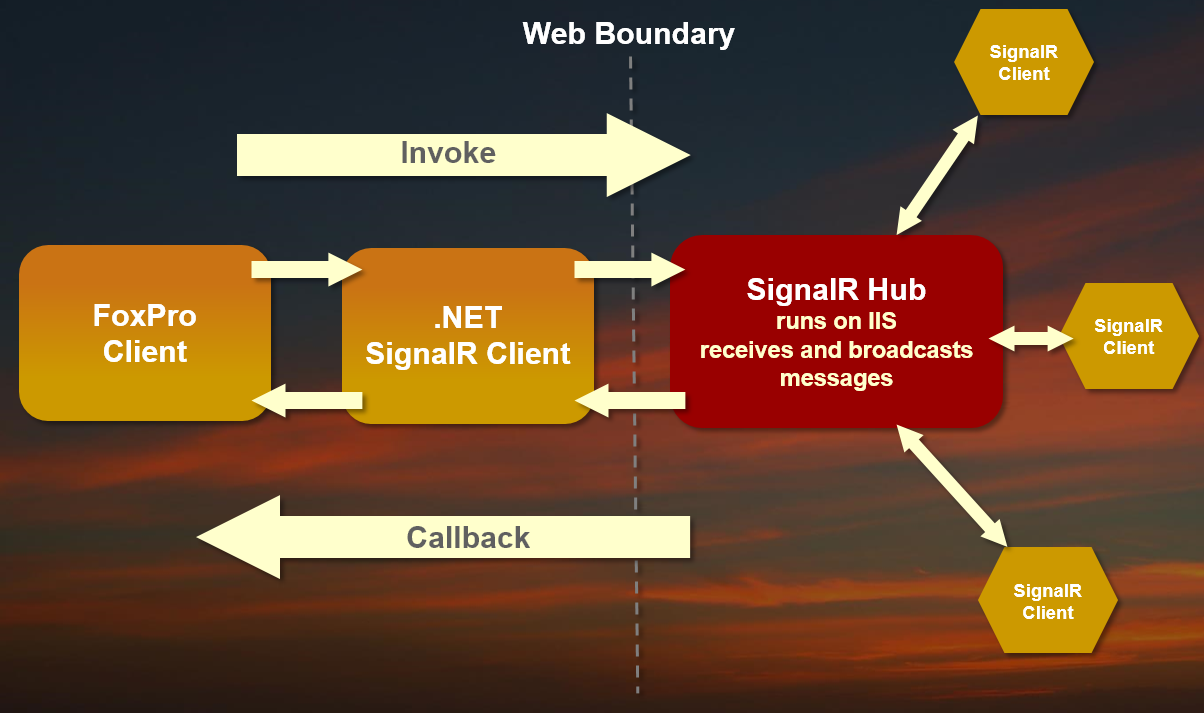 Web Boundary
SignalR
Client
Invoke
FoxPro
Client
.NET
SignalR Client
SignalR Hub
runs on IIS
receives and broadcasts
messages
SignalR
Client
Callback
SignalR
Client